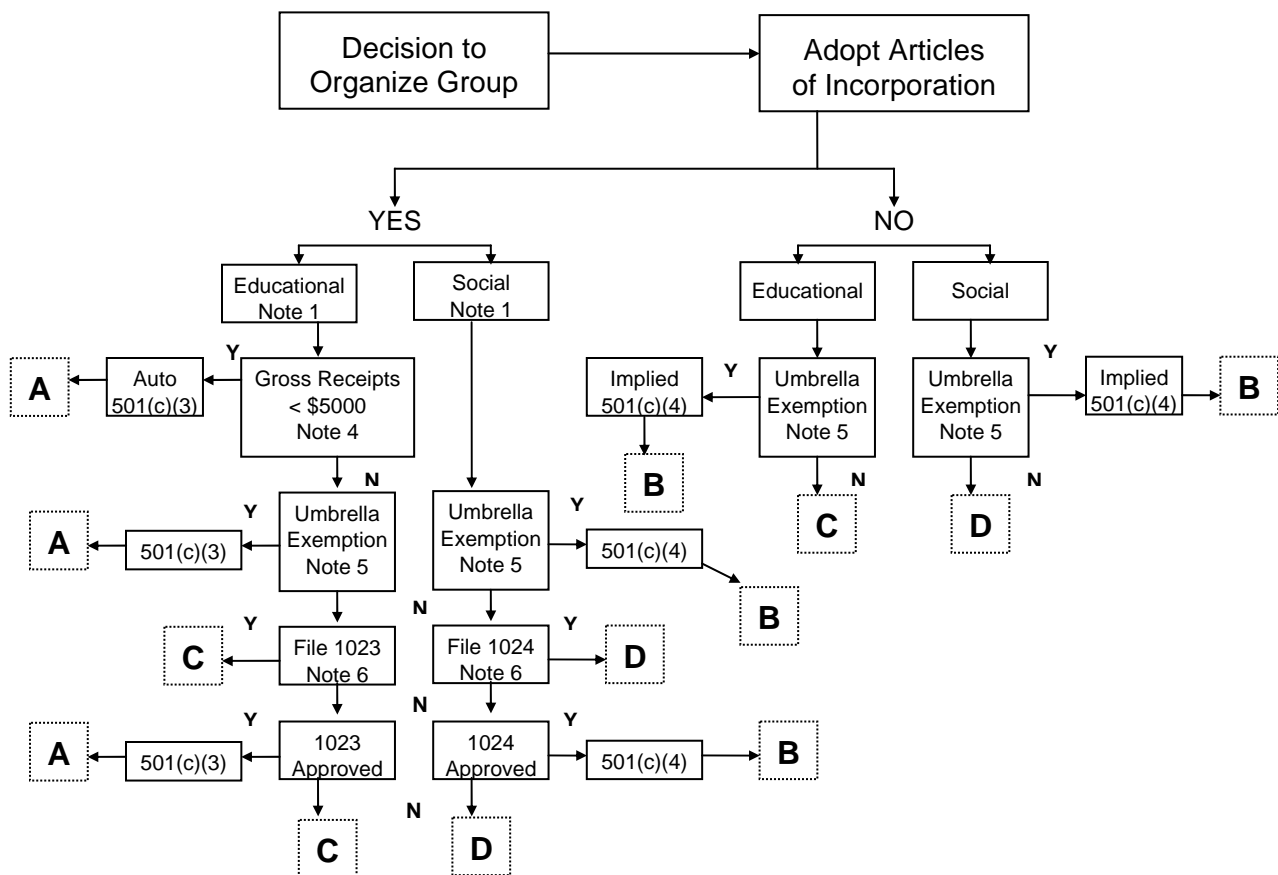 Decision to
Organize Group
Adopt Articles
of Incorporation
YES
NO
Educational
Note 1
Social
Note 1
Educational
Social
Y
A
Auto
501(c)(3)
Gross Receipts
< $5000
Note 4
N
Y
Implied
501(c)(4)
B
Umbrella
Exemption
Note 5
N
C
Umbrella
Exemption
Note 5
Y
Implied
501(c)(4)
B
N
D
Y
A
501(c)(3)
Umbrella
Exemption
Note 5
Umbrella
Exemption
Note 5
Y
501(c)(4)
B
N
Y
C
File 1023
Note 6
File 1024
Note 6
Y
D
N
Y
A
501(c)(3)
1023
Approved
1024
Approved
Y
501(c)(4)
B
N
C
D